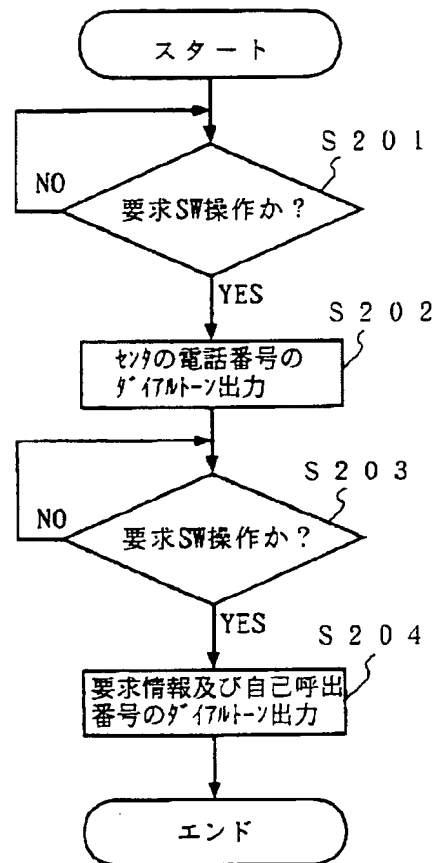 スタート
S201
要求SW操作か?
NO
YES
S202
センタの電話番号の
ダイアルトーン出力
S203
要求SW操作か?
NO
YES
S204
要求情報及び自己呼出
番号のダイアルトーン出力
エンド